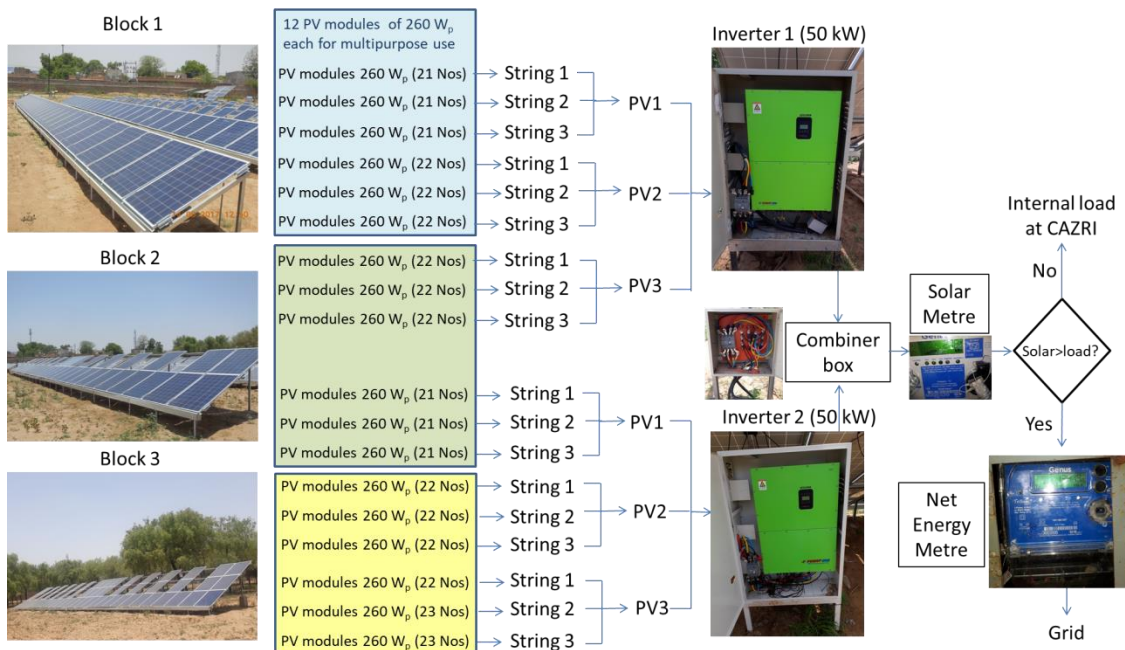 Block 1
12 PV modules of 260 Wp
each for multipurpose use
PV modules 260 Wp (21 Nos)
String 1
PV modules 260 Wp (21 Nos)
String 2
PV modules 260 Wp (21 Nos)
String 3
PV1
PV modules 260 Wp (22 Nos)
String 1
PV modules 260 Wp (22 Nos)
String 2
PV modules 260 Wp (22 Nos)
String 3
PV2
Block 2
PV modules 260 Wp (22 Nos)
String 1
PV modules 260 Wp (22 Nos)
String 2
PV modules 260 Wp (22 Nos)
String 3
PV3
Inverter 1 (50 kW)
PV modules 260 Wp (21 Nos)
String 1
PV modules 260 Wp (21 Nos)
String 2
PV modules 260 Wp (21 Nos)
String 3
PV1
Block 3
PV modules 260 Wp (22 Nos)
String 1
PV modules 260 Wp (22 Nos)
String 2
PV modules 260 Wp (22 Nos)
String 3
PV2
PV modules 260 Wp (22 Nos)
String 1
PV modules 260 Wp (23 Nos)
String 2
PV modules 260 Wp (23 Nos)
String 3
PV3
Inverter 2 (50 kW)
Combiner
box
Solar
Metre
Solar>load?
No
Internal load
at CAZRI
Yes
Net
Energy
Metre
Genus
Grid